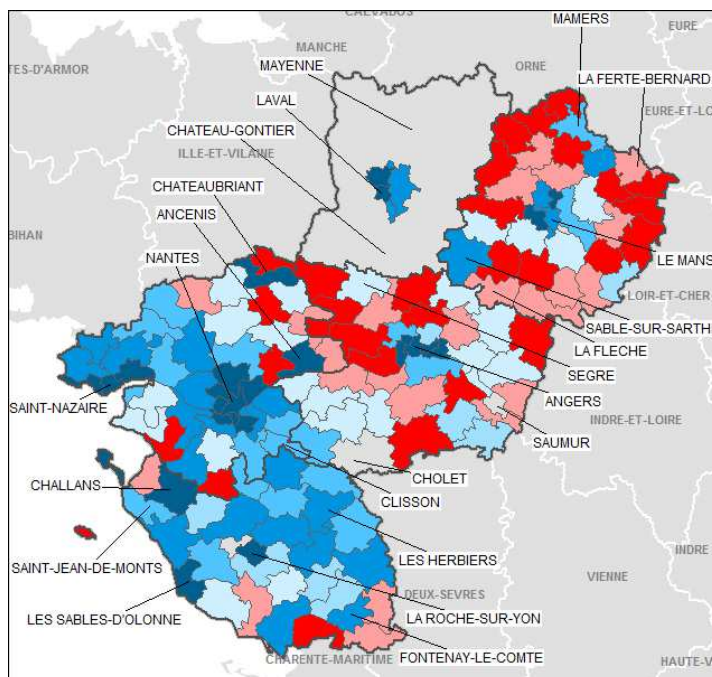 CALVADOS
MAMERS
EURE
MANCHE
TES-D'ARMOR
MAYENNE
ORNE
LA FERTE-BERNARD
LAVAL
EURE-ET-LO
CHATEAU-GONTIER
ILLE-ET-VILAINE
CHATEAUBRIANT
ANCENIS
BIHAN
NANTES
LE MANS
LOIR-ET-CHER
SABLE-SUR-SARTH
LA FLECHE
SEGRE
SAINT-NAZAIRE
ANGERS
INDRE-ET-LOIRE
SAUMUR
CHOLET
CHALLANS
CLISSON
INDRE
LES HERBIERS
SAINT-JEAN-DE-MONTS
VIENNE
DEUX-SEVRES
LES SABLES-D'OLONNE
LA ROCHE-SUR-YON
FONTENAY-LE-COMTE
CHARENTE-MARITIME
HAUTE-V